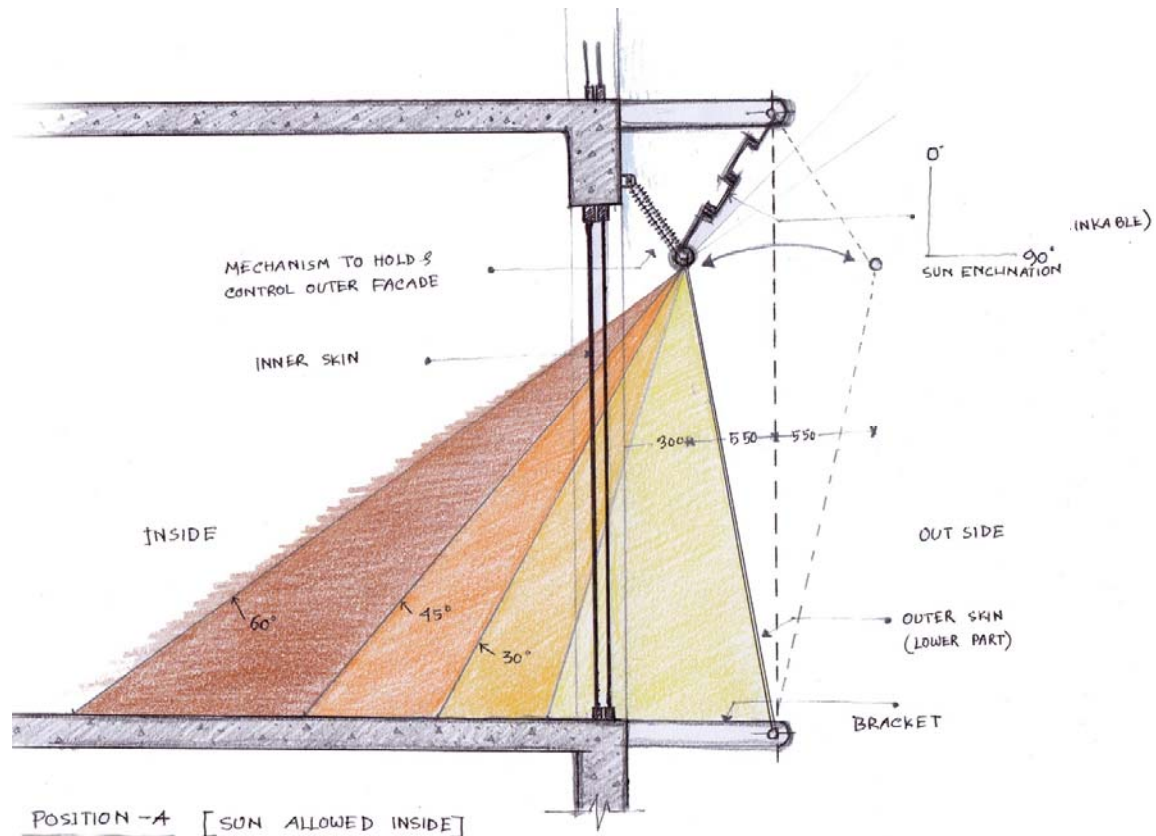 0°
INKABLE)
90°
SUN ENCLINATION
MECHANISM TO HOLD &
CONTROL OUTER FACADE
INNER SKIN
300
550
550
INSIDE
OUT SIDE
60°
45°
30°
OUTER SKIN
(LOWER PART)
BRACKET
POSITION -A [SUN ALLOWED INSIDE]